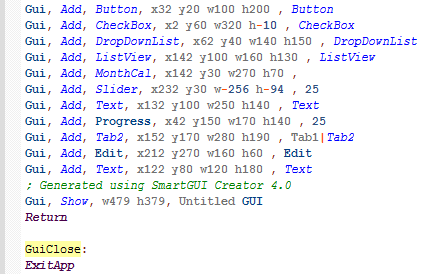 Gui, Add, Button, x32 y20 w100 h200 , Button
Gui, Add, CheckBox, x2 y60 w320 h-10 , CheckBox
Gui, Add, DropDownList, x62 y40 w140 h150 , DropDownList
Gui, Add, ListView, x142 y100 w160 h130 , ListView
Gui, Add, MonthCal, x142 y30 w270 h70 ,
Gui, Add, Slider, x232 y30 w-256 h-94 , 25
Gui, Add, Text, x132 y100 w250 h140 , Text
Gui, Add, Progress, x42 y150 w170 h140 , 25
Gui, Add, Tab2, x152 y170 w280 h190 , Tab1|Tab2
Gui, Add, Edit, x212 y270 w160 h60 , Edit
Gui, Add, Text, x122 y80 w120 h180 , Text
; Generated using SmartGUI Creator 4.0
Gui, Show, w479 h379, Untitled GUI
Return
GuiClose:
ExitApp